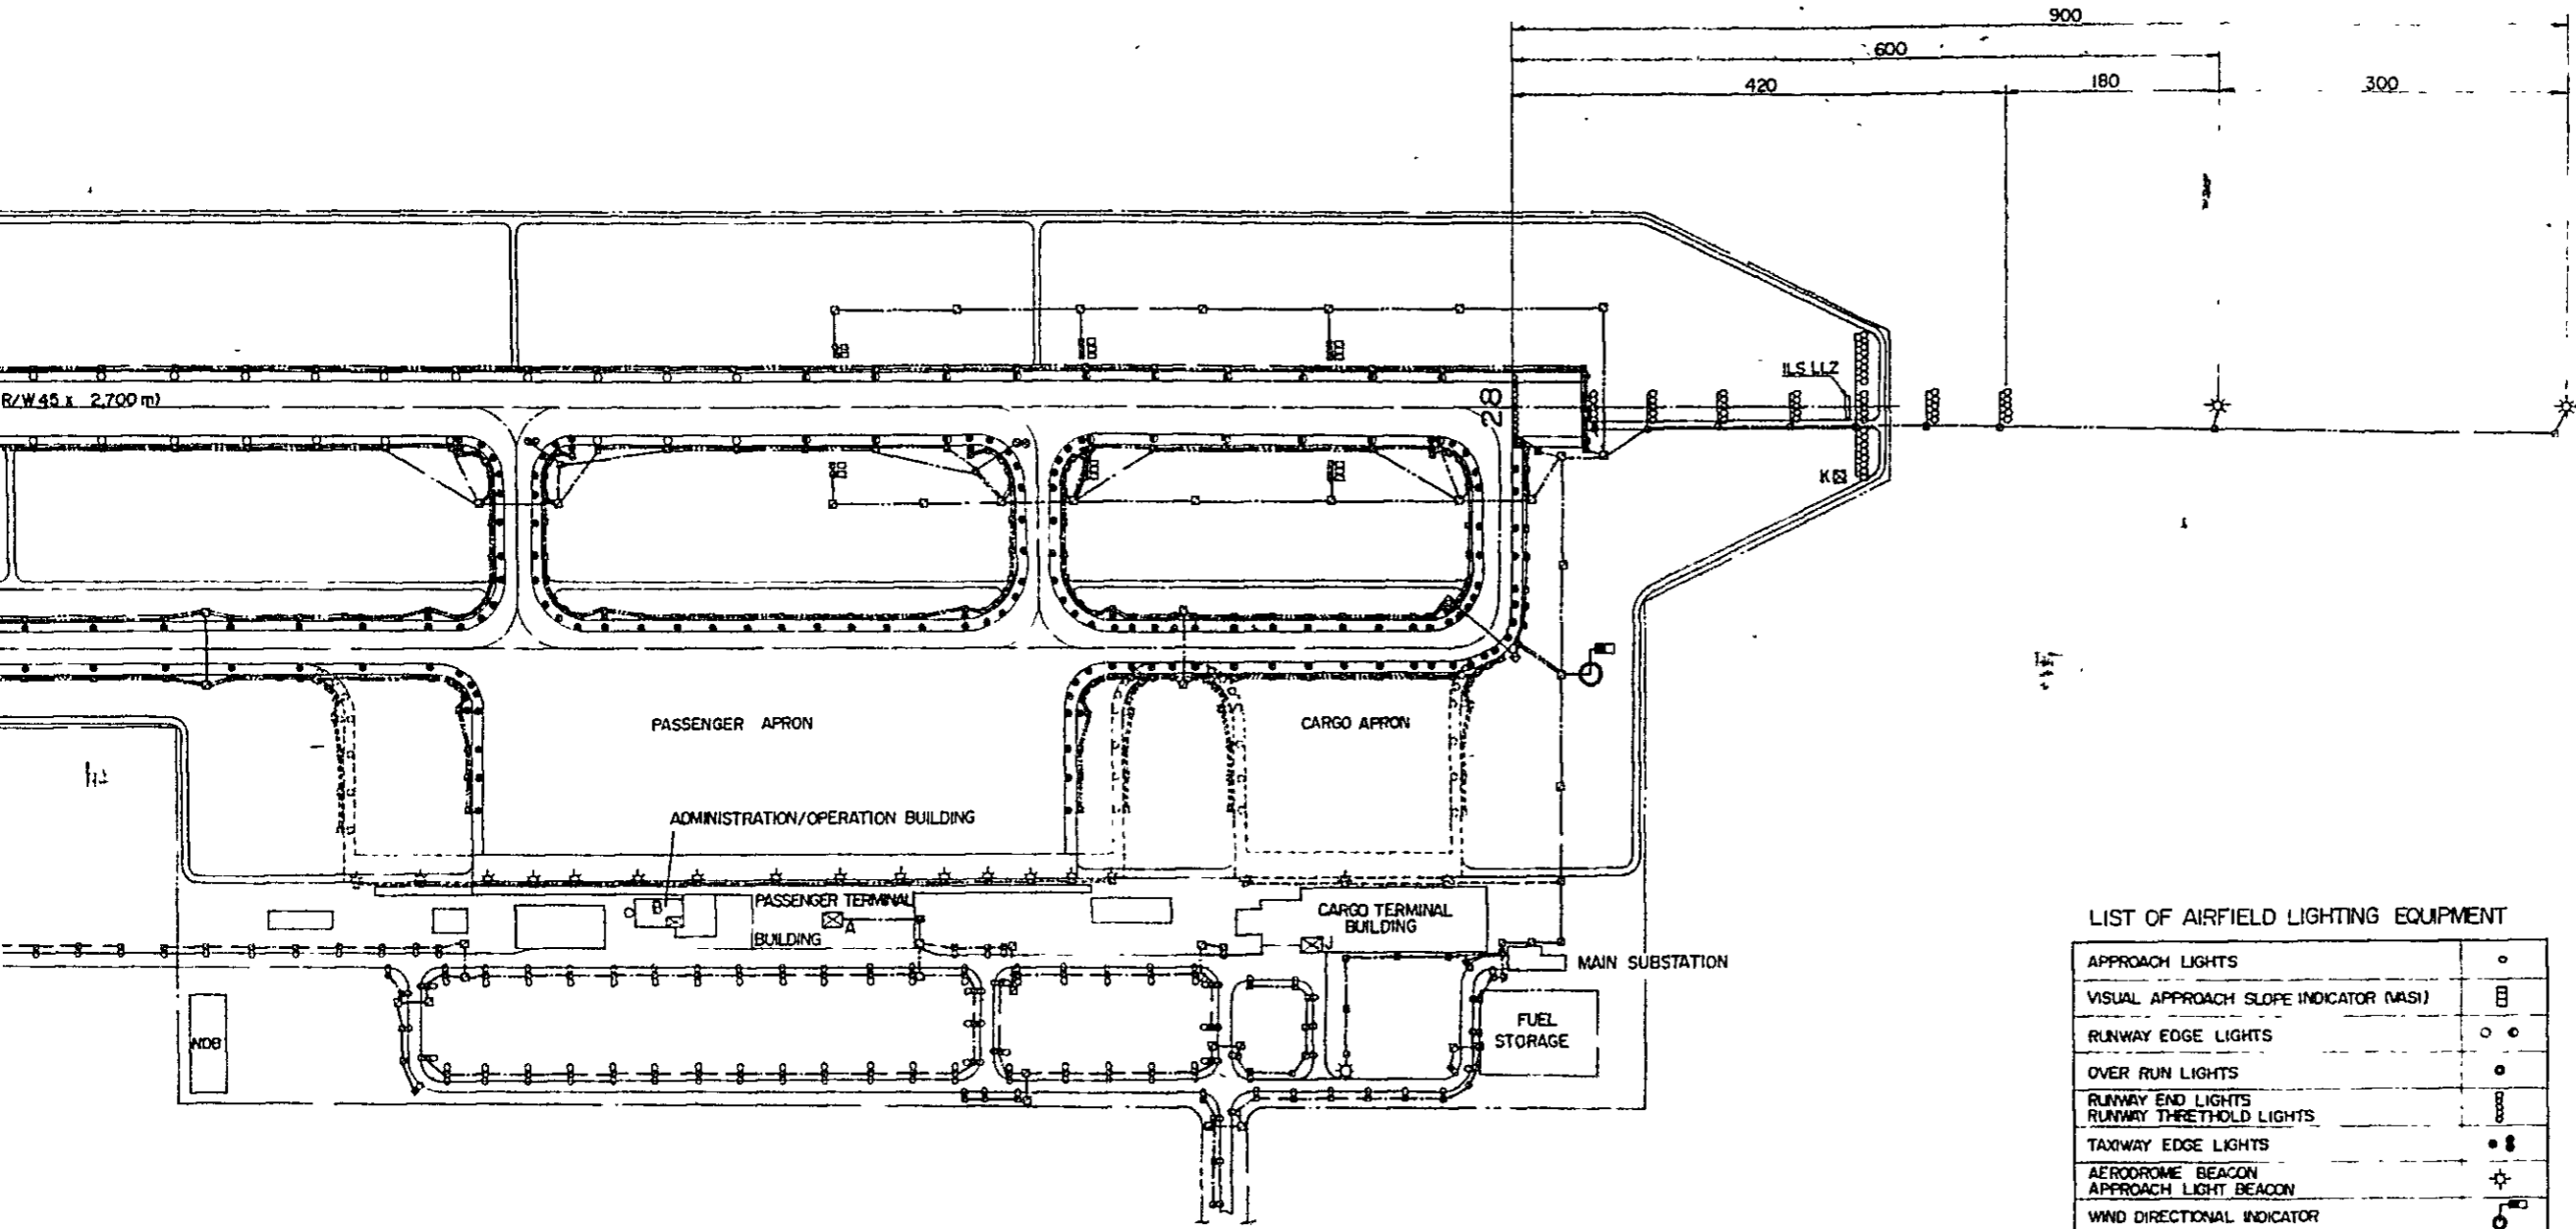 900
600
420
180
300
ILS LLZ
(R/W 45 x 2,700 m)
28
K
PASSENGER APRON
CARGO APRON
ADMINISTRATION/OPERATION BUILDING
B
PASSENGER TERMINAL
BUILDING
A
CARGO TERMINAL
BUILDING
J
MAIN SUBSTATION
NDB
FUEL
STORAGE
LIST OF AIRFIELD LIGHTING EQUIPMENT
APPROACH LIGHTS
VISUAL APPROACH SLOPE INDICATOR (VASI)
RUNWAY EDGE LIGHTS
OVER RUN LIGHTS
RUNWAY END LIGHTS
RUNWAY THRETHOLD LIGHTS
TAXIWAY EDGE LIGHTS
AERODROME BEACON
APPROACH LIGHT BEACON
WIND DIRECTIONAL INDICATOR